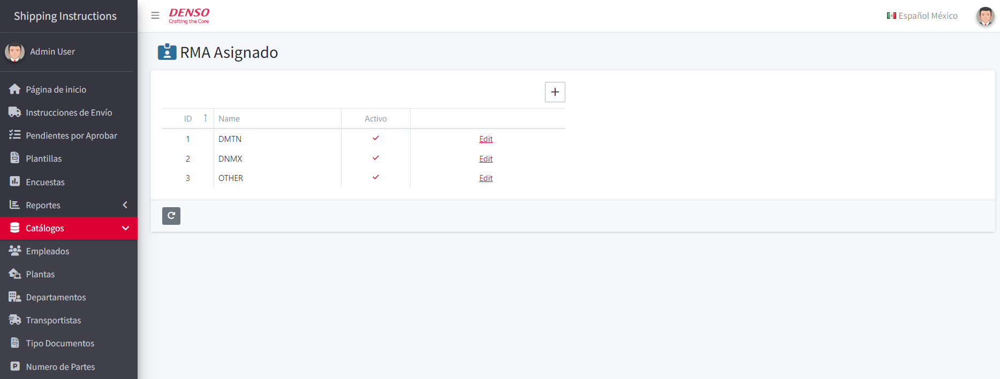 Shipping Instructions
DENSO
Crafting the Core
Español México
Admin User
RMA Asignado
Página de inicio
Instrucciones de Envío
Pendientes por Aprobar
Plantillas
Encuestas
Reportes
Catálogos
Empleados
Plantas
Departamentos
Transportistas
Tipo Documentos
P Numero de Partes
ID Name Activo
1 DMTN Edit
2 DNMX Edit
3 OTHER Edit